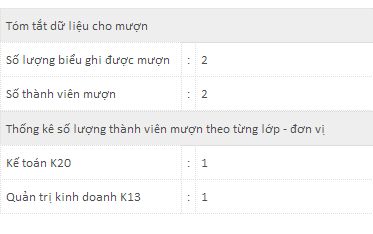 Tóm tắt dữ liệu cho mượn
Số lượng biểu ghi được mượn : 2
Số thành viên mượn : 2
Thống kê số lượng thành viên mượn theo từng lớp - đơn vị
Kế toán K20 : 1
Quản trị kinh doanh K13 : 1